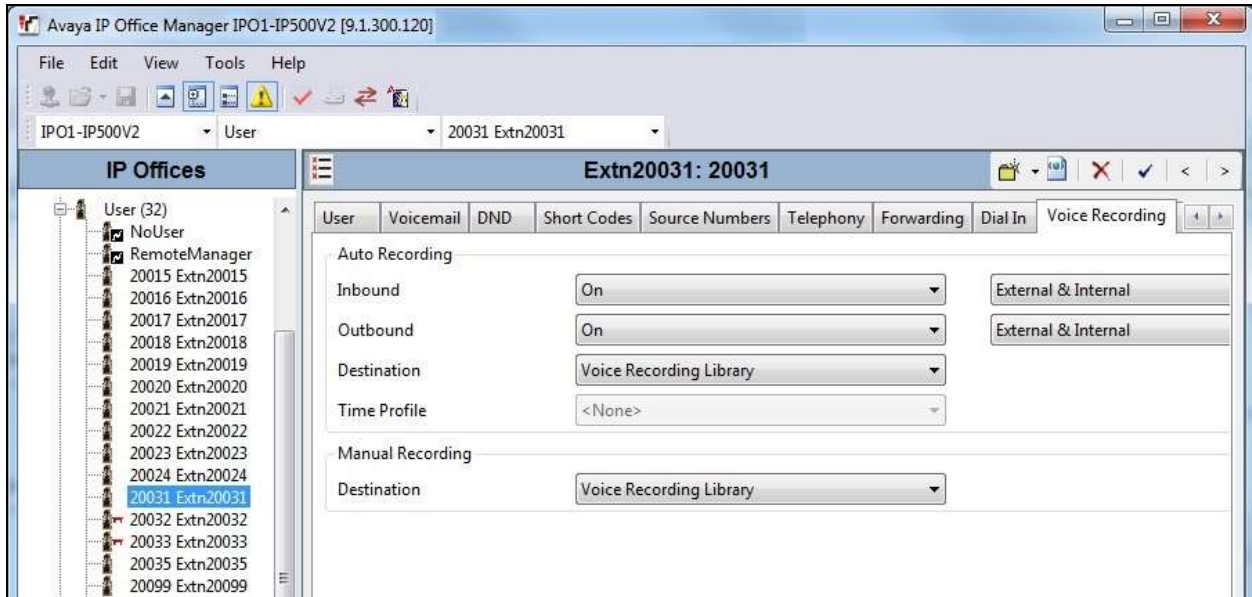 Avaya IP Office Manager IPO1-IP500V2 [9.1.300.120]
File Edit View Tools Help
IPO1-IP500V2 User 20031 Extn20031
IP Offices
User (32)
NoUser
RemoteManager
20015 Extn20015
20016 Extn20016
20017 Extn20017
20018 Extn20018
20019 Extn20019
20020 Extn20020
20021 Extn20021
20022 Extn20022
20023 Extn20023
20024 Extn20024
20031 Extn20031
20032 Extn20032
20033 Extn20033
20035 Extn20035
20099 Extn20099
Extn20031: 20031
User Voicemail DND Short Codes Source Numbers Telephony Forwarding Dial In Voice Recording
Auto Recording
Inbound On External & Internal
Outbound On External & Internal
Destination Voice Recording Library
Time Profile <None>
Manual Recording
Destination Voice Recording Library